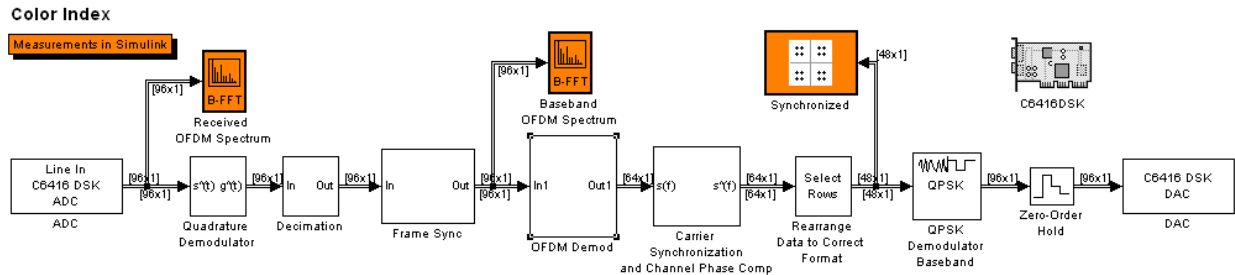 Color Index
Measurements in Simulink
[96x1]
B-FFT
Received
OFDM Spectrum
[96x1]
B-FFT
Baseband
OFDM Spectrum
Synchronized
[48x1]
C6416DSK
Line In
C6416 DSK
ADC
ADC
[96x1]
[96x1]
s^(t) g^(t)
Quadrature
Demodulator
[96x1]
In Out
Decimation
[96x1]
In Out
Frame Sync
[96x1]
[96x1]
In1 Out1
OFDM Demod
[64x1]
s(f) s^(f)
Carrier
Synchronization
and Channel Phase Comp
[64x1]
[64x1]
Select
Rows
Rearrange
Data to Correct
Format
[48x1]
[48x1]
QPSK
QPSK
Demodulator
Baseband
[96x1]
Zero-Order
Hold
[96x1]
C6416 DSK
DAC
DAC